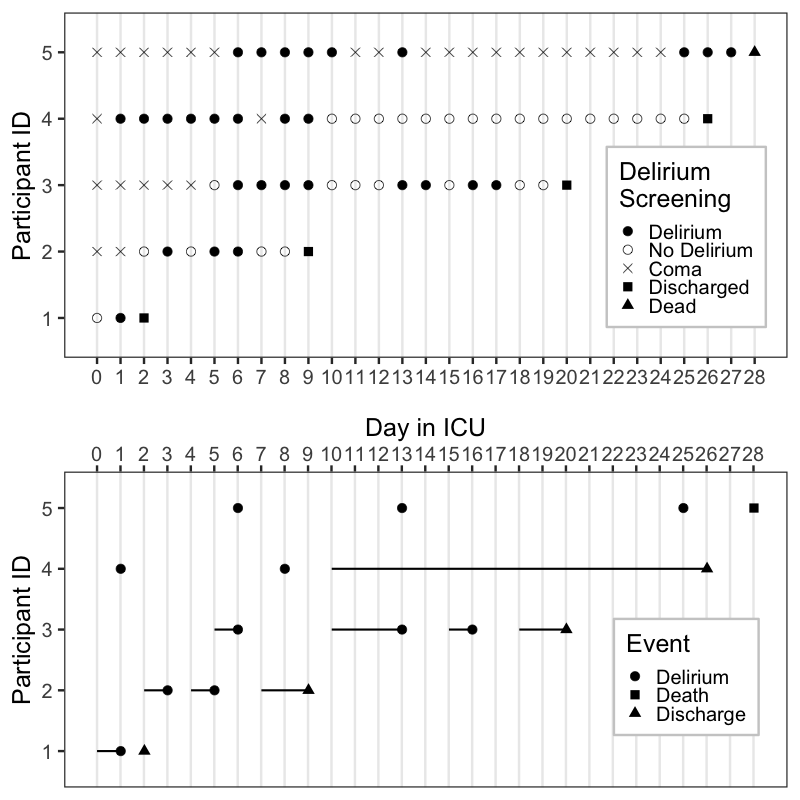 5
4
3
2
1
Participant ID
Delirium
Screening
Delirium
No Delirium
Coma
Discharged
Dead
0 1 2 3 4 5 6 7 8 9 10 11 12 13 14 15 16 17 18 19 20 21 22 23 24 25 26 27 28
Day in ICU
0 1 2 3 4 5 6 7 8 9 10 11 12 13 14 15 16 17 18 19 20 21 22 23 24 25 26 27 28
5
4
3
2
1
Participant ID
Event
Delirium
Death
Discharge